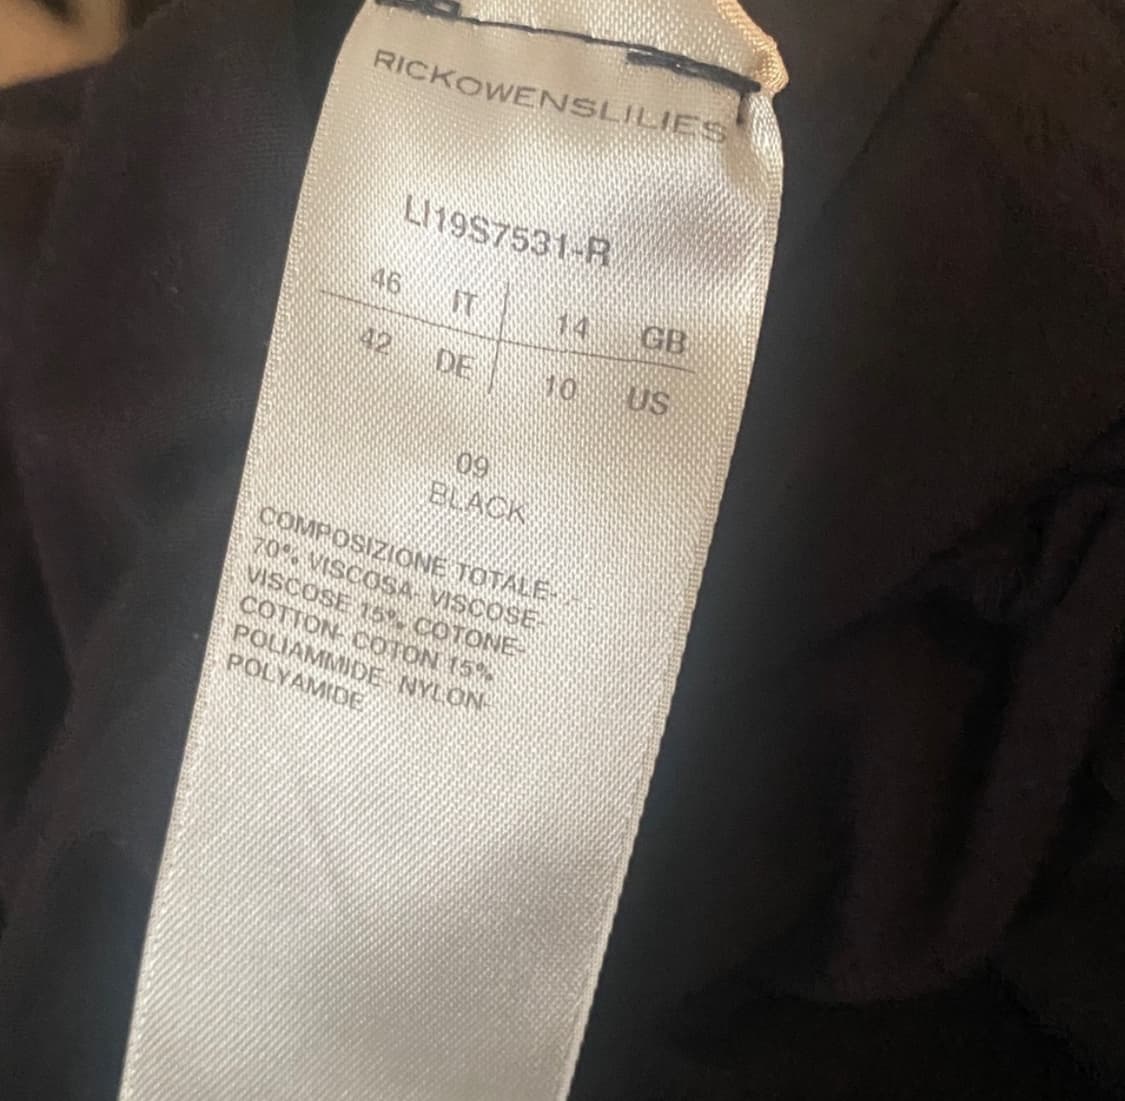 RICKOWENSLILIES
LI19S7531-R
46 IT 14 GB
42 DE 10 US
09
BLACK
COMPOSIZIONE TOTALE-
70% VISCOSA- VISCOSE-
VISCOSE 15% COTONE-
COTTON- COTON 15%
POLIAMMIDE- NYLON-
POLYAMIDE